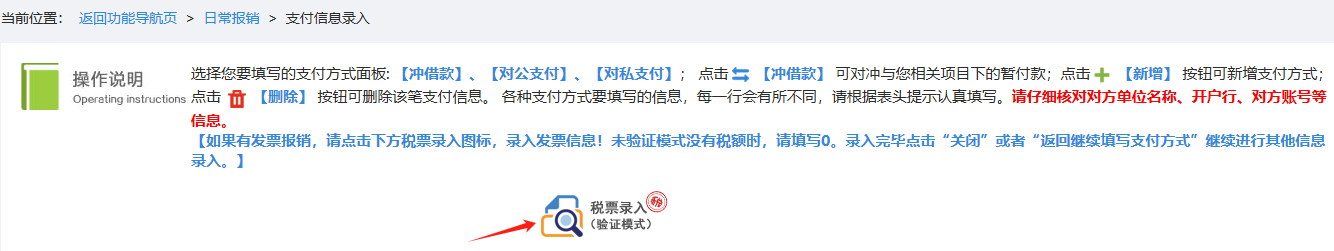 当前位置： 返回功能导航页 > 日常报销 > 支付信息录入
操作说明
Operating instructions
选择您要填写的支付方式面板:【冲借款】、【对公支付】、【对私支付】； 点击 【冲借款】 可对冲与您相关项目下的暂付款；点击 【新增】 按钮可新增支付方式；
点击 【删除】 按钮可删除该笔支付信息。 各种支付方式要填写的信息，每一行会有所不同，请根据表头提示认真填写。请仔细核对对方单位名称、开户行、对方账号等
信息。
【如果有发票报销，请点击下方税票录入图标，录入发票信息！未验证模式没有税额时，请填写0。录入完毕点击“关闭”或者“返回继续填写支付方式”继续进行其他信息
录入。】
税票录入 税
（验证模式）